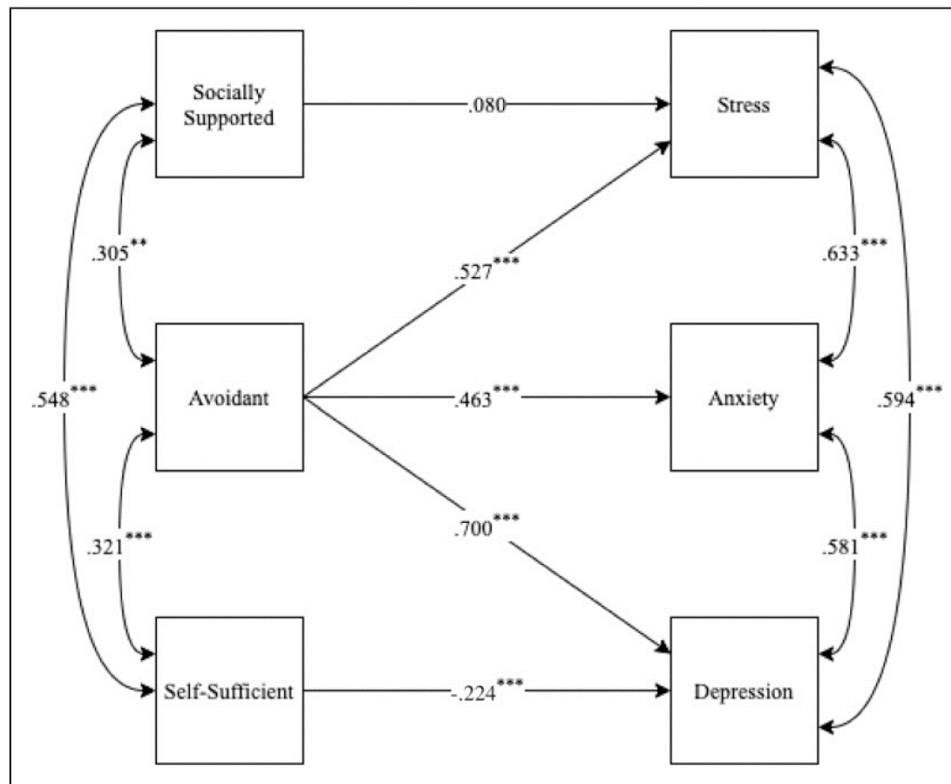 Socially
Supported
.080
Stress
.305**
.527***
.633***
.548***
Avoidant
.463***
Anxiety
.594***
.700***
.321***
.581***
Self-Sufficient
-.224***
Depression